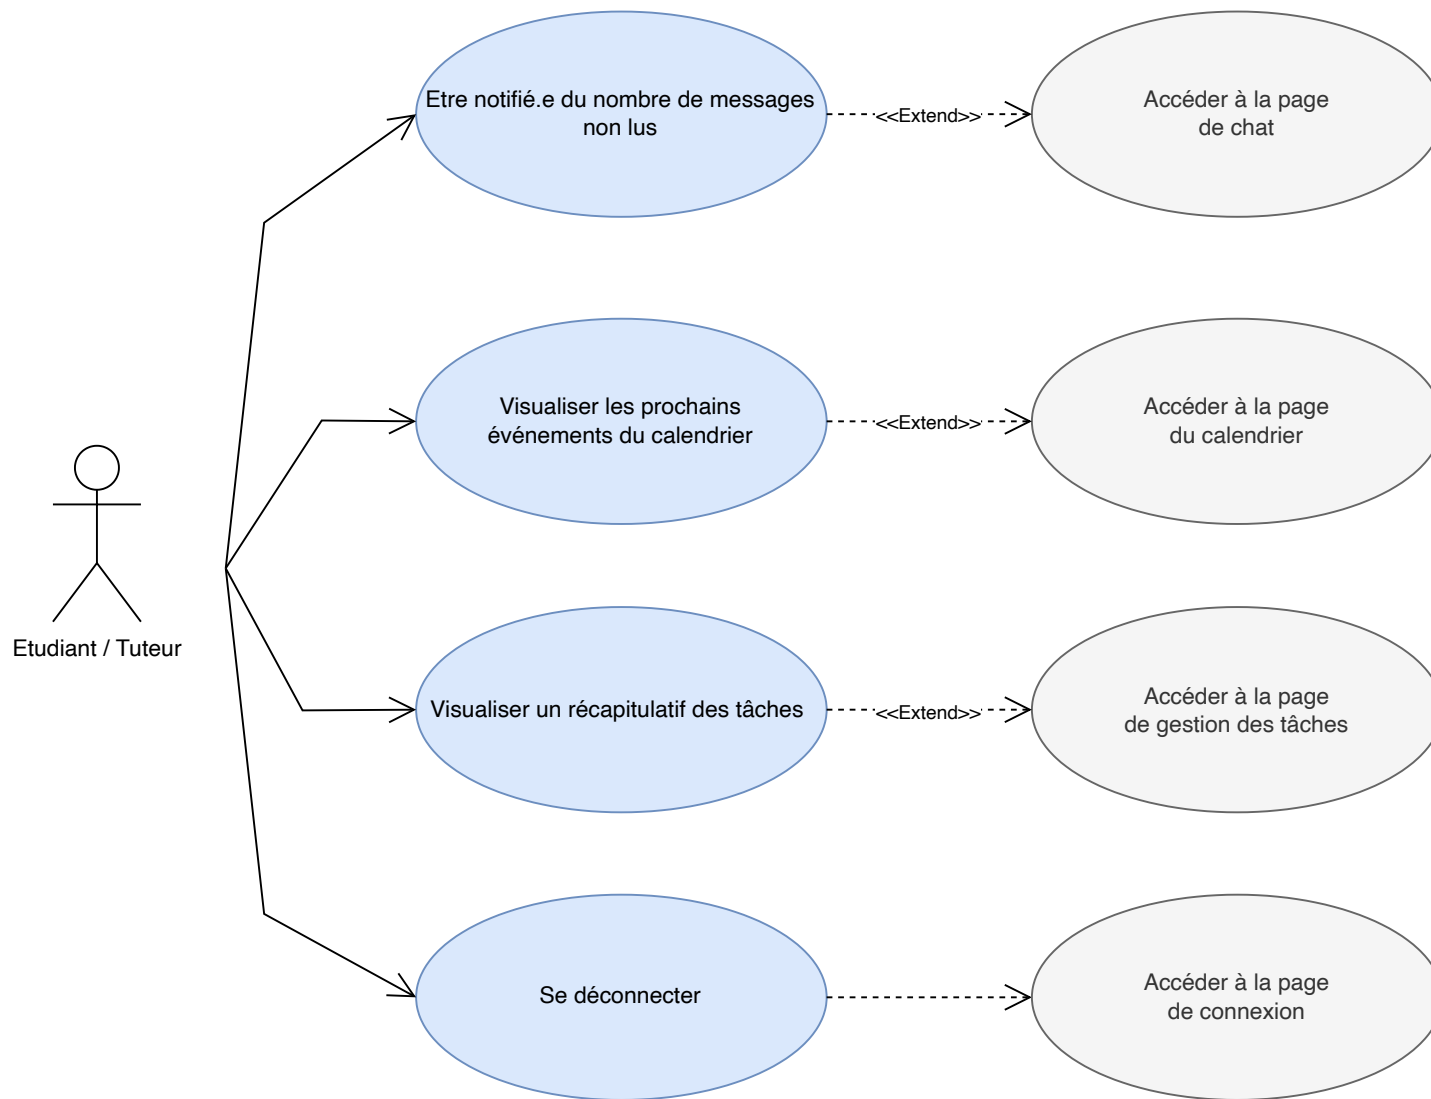 Etre notifié.e du nombre de messages
non lus
<<Extend>>
Accéder à la page
de chat
Visualiser les prochains
événements du calendrier
<<Extend>>
Accéder à la page
du calendrier
Etudiant / Tuteur
Visualiser un récapitulatif des tâches
<<Extend>>
Accéder à la page
de gestion des tâches
Se déconnecter
Accéder à la page
de connexion